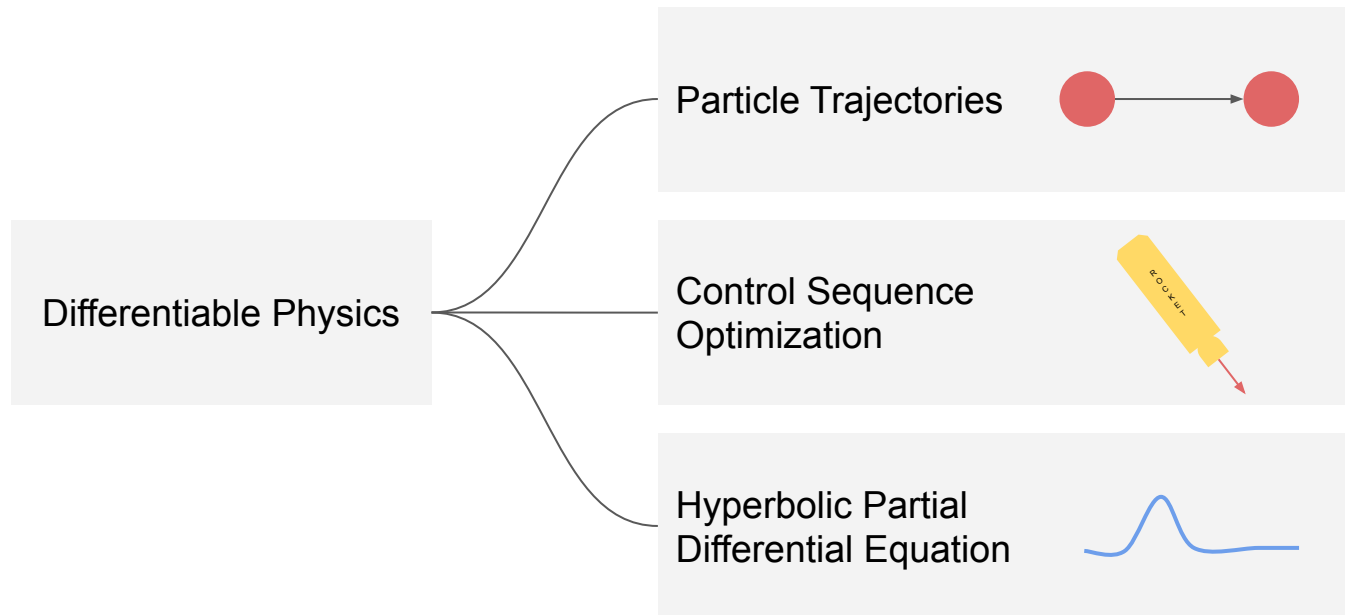 Particle Trajectories
Differentiable Physics
Control Sequence
Optimization
ROCKET
Hyperbolic Partial
Differential Equation